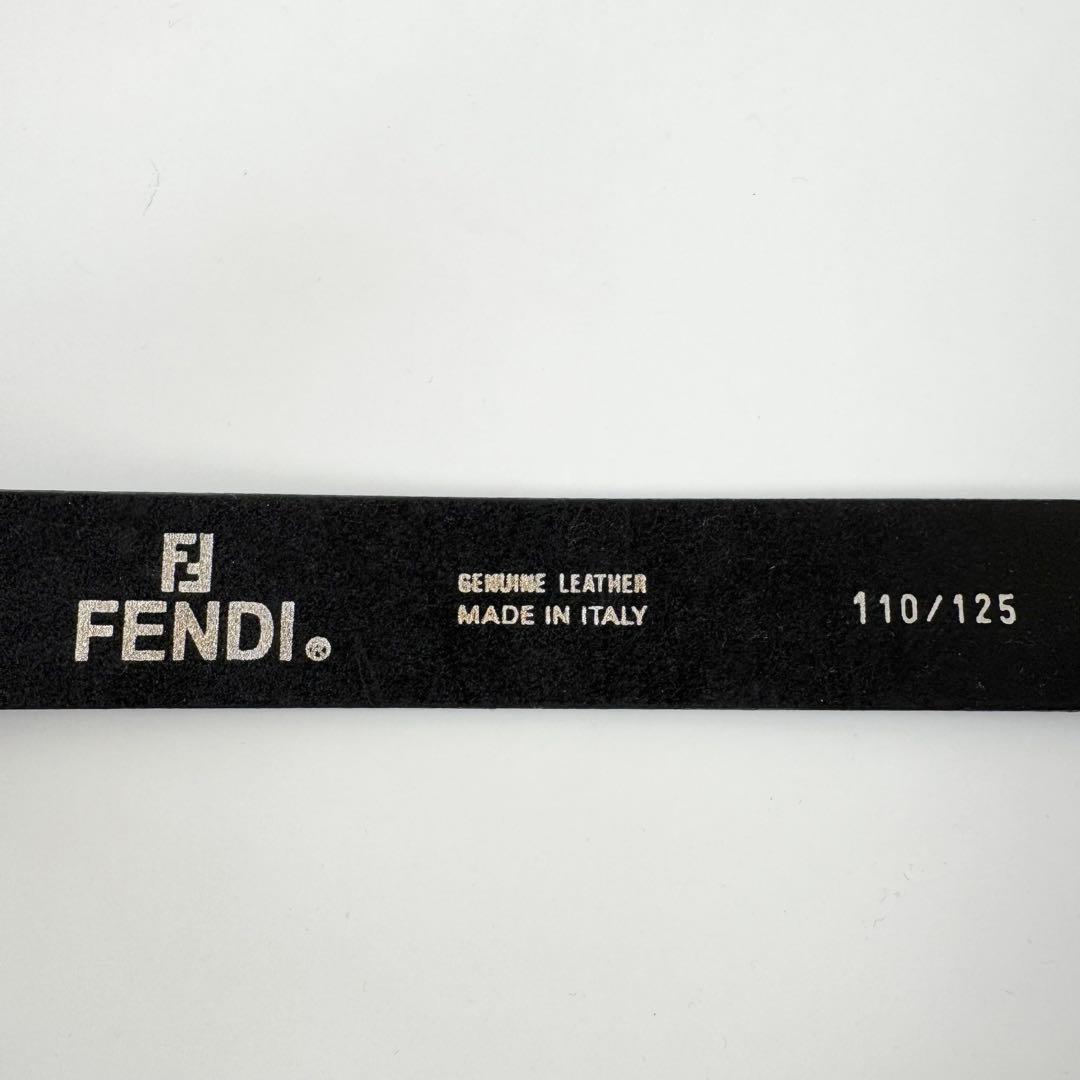 FF
FENDI®
GENUINE LEATHER
MADE IN ITALY
110/125